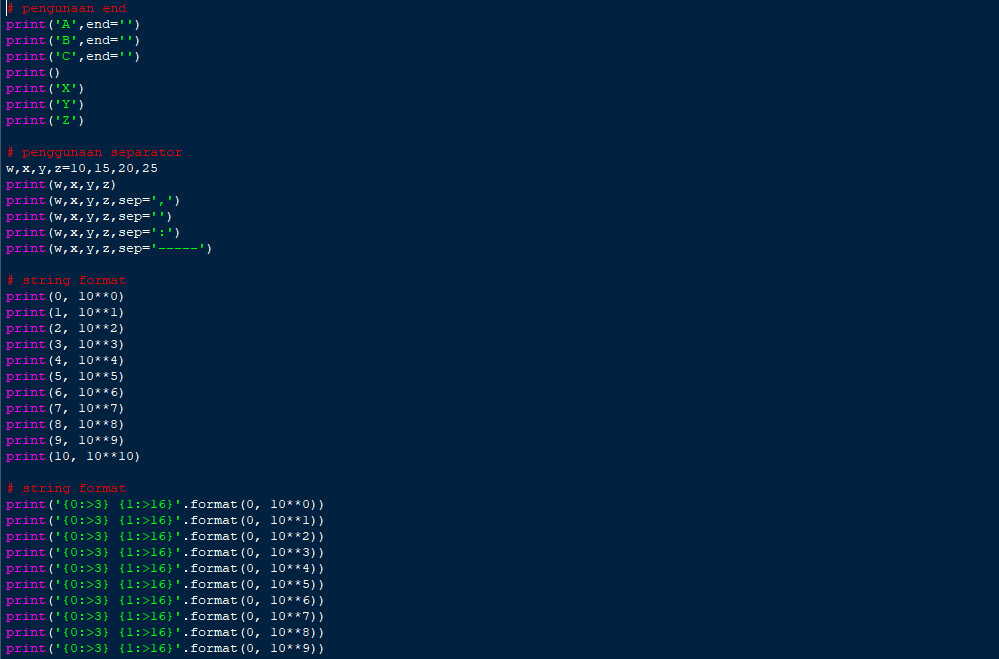 # pengunaan end
print('A',end='')
print('B',end='')
print('C',end='')
print()
print('X')
print('Y')
print('Z')
# penggunaan separator
w,x,y,z=10,15,20,25
print(w,x,y,z)
print(w,x,y,z,sep=',')
print(w,x,y,z,sep='')
print(w,x,y,z,sep=':')
print(w,x,y,z,sep='-----')
# string format
print(0, 10**0)
print(1, 10**1)
print(2, 10**2)
print(3, 10**3)
print(4, 10**4)
print(5, 10**5)
print(6, 10**6)
print(7, 10**7)
print(8, 10**8)
print(9, 10**9)
print(10, 10**10)
# string format
print('{0:>3} {1:>16}'.format(0, 10**0))
print('{0:>3} {1:>16}'.format(0, 10**1))
print('{0:>3} {1:>16}'.format(0, 10**2))
print('{0:>3} {1:>16}'.format(0, 10**3))
print('{0:>3} {1:>16}'.format(0, 10**4))
print('{0:>3} {1:>16}'.format(0, 10**5))
print('{0:>3} {1:>16}'.format(0, 10**6))
print('{0:>3} {1:>16}'.format(0, 10**7))
print('{0:>3} {1:>16}'.format(0, 10**8))
print('{0:>3} {1:>16}'.format(0, 10**9))